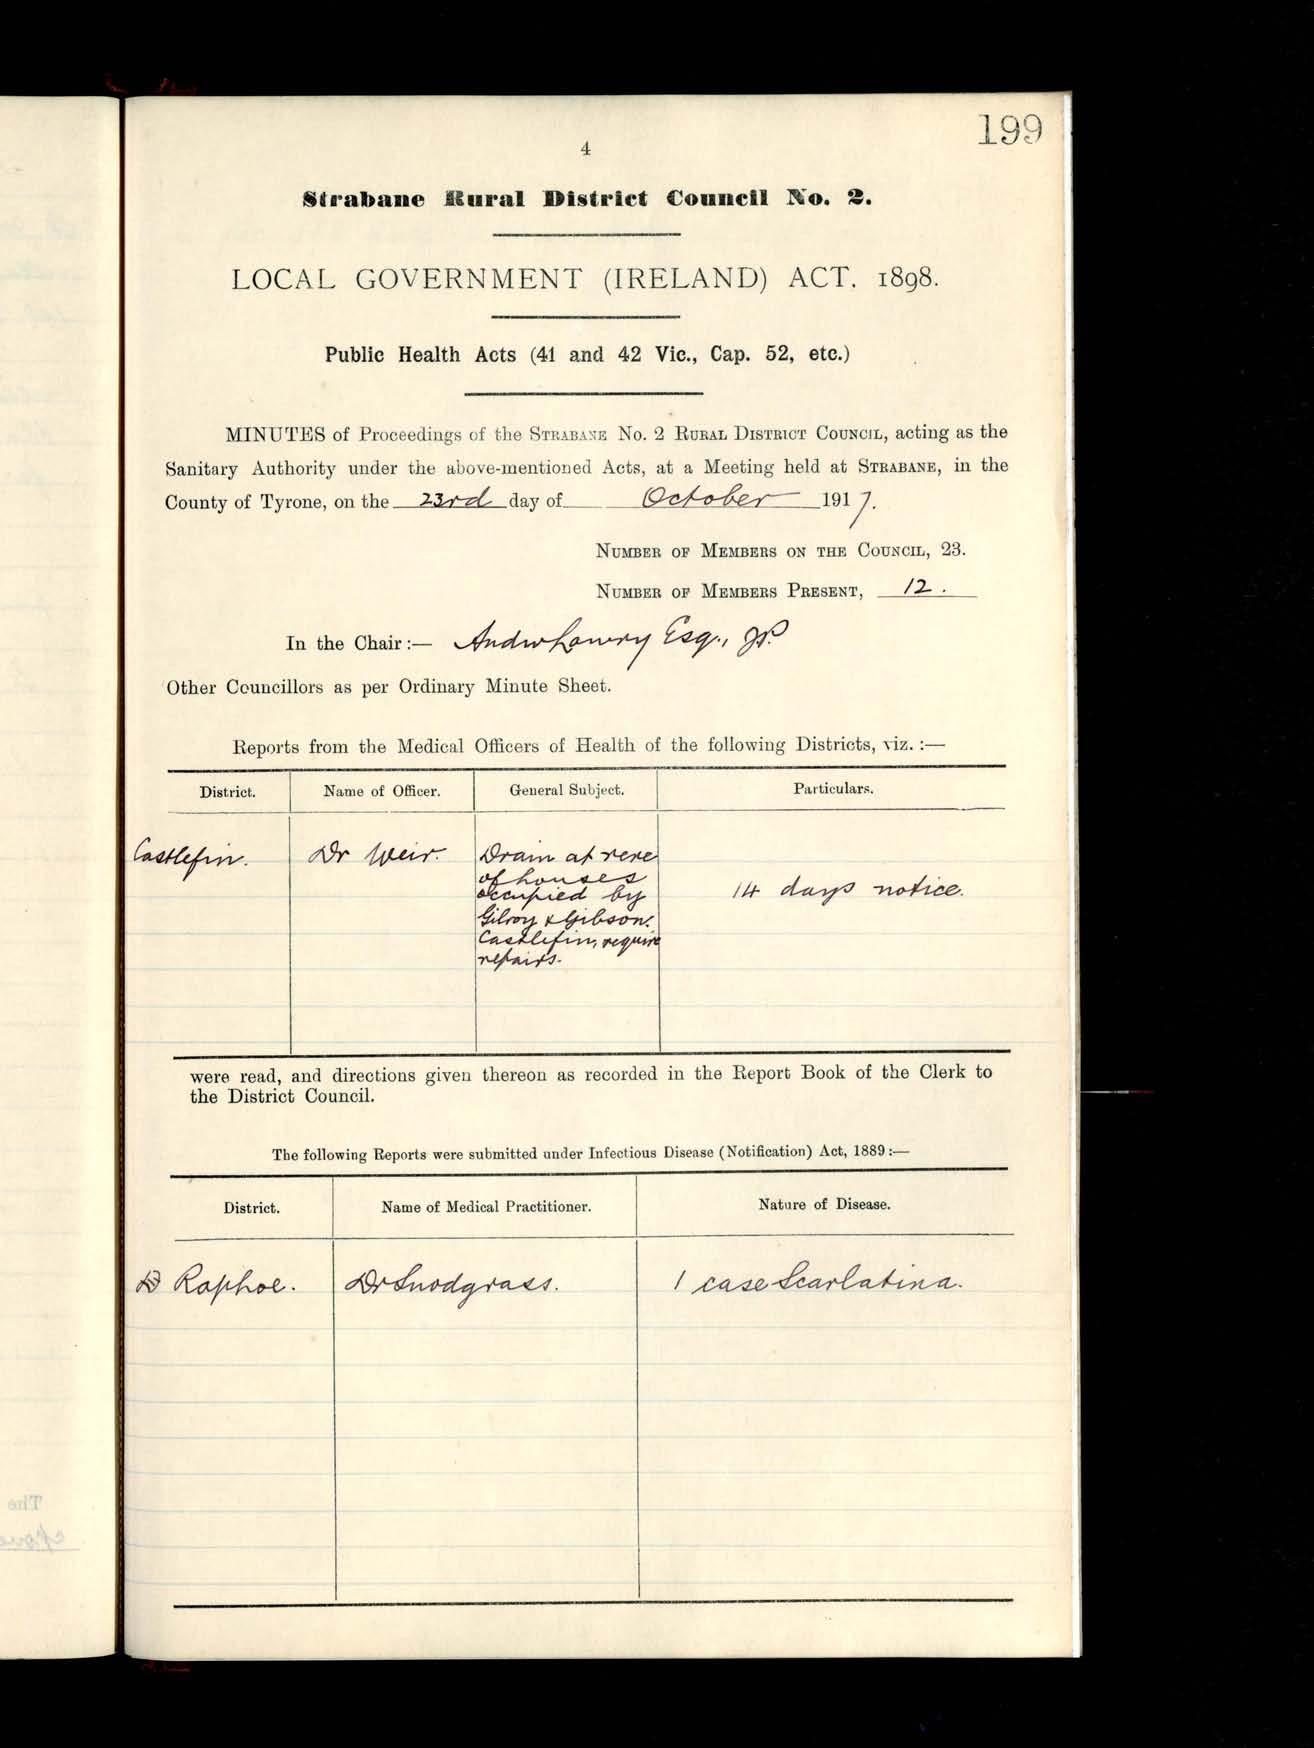 199
4
Strabane Rural District Council No. 2.
LOCAL GOVERNMENT (IRELAND) ACT, 1898.
Public Health Acts (41 and 42 Vic., Cap. 52, etc.)
MINUTES of Proceedings of the STRABANE No. 2 RURAL DISTRICT COUNCIL, acting as the
Sanitary Authority under the above-mentioned Acts, at a Meeting held at STRABANE, in the
County of Tyrone, on the 23rd day of October 1917.
NUMBER OF MEMBERS ON THE COUNCIL, 23.
NUMBER OF MEMBERS PRESENT, 12.
In the Chair:— Andw Lowry Esq., JP.
Other Councillors as per Ordinary Minute Sheet.
Reports from the Medical Officers of Health of the following Districts, viz.:—
District. Name of Officer. General Subject. Particulars.
Castlefin. Dr Weir. Drain at rere
of houses
occupied by 14 days notice.
Gilroy & Gibson.
Castlefin, require
repairs.
were read, and directions given thereon as recorded in the Report Book of the Clerk to
the District Council.
The following Reports were submitted under Infectious Disease (Notification) Act, 1889:—
District. Name of Medical Practitioner. Nature of Disease.
Raphoe. Dr Snodgrass. 1 case Scarlatina.